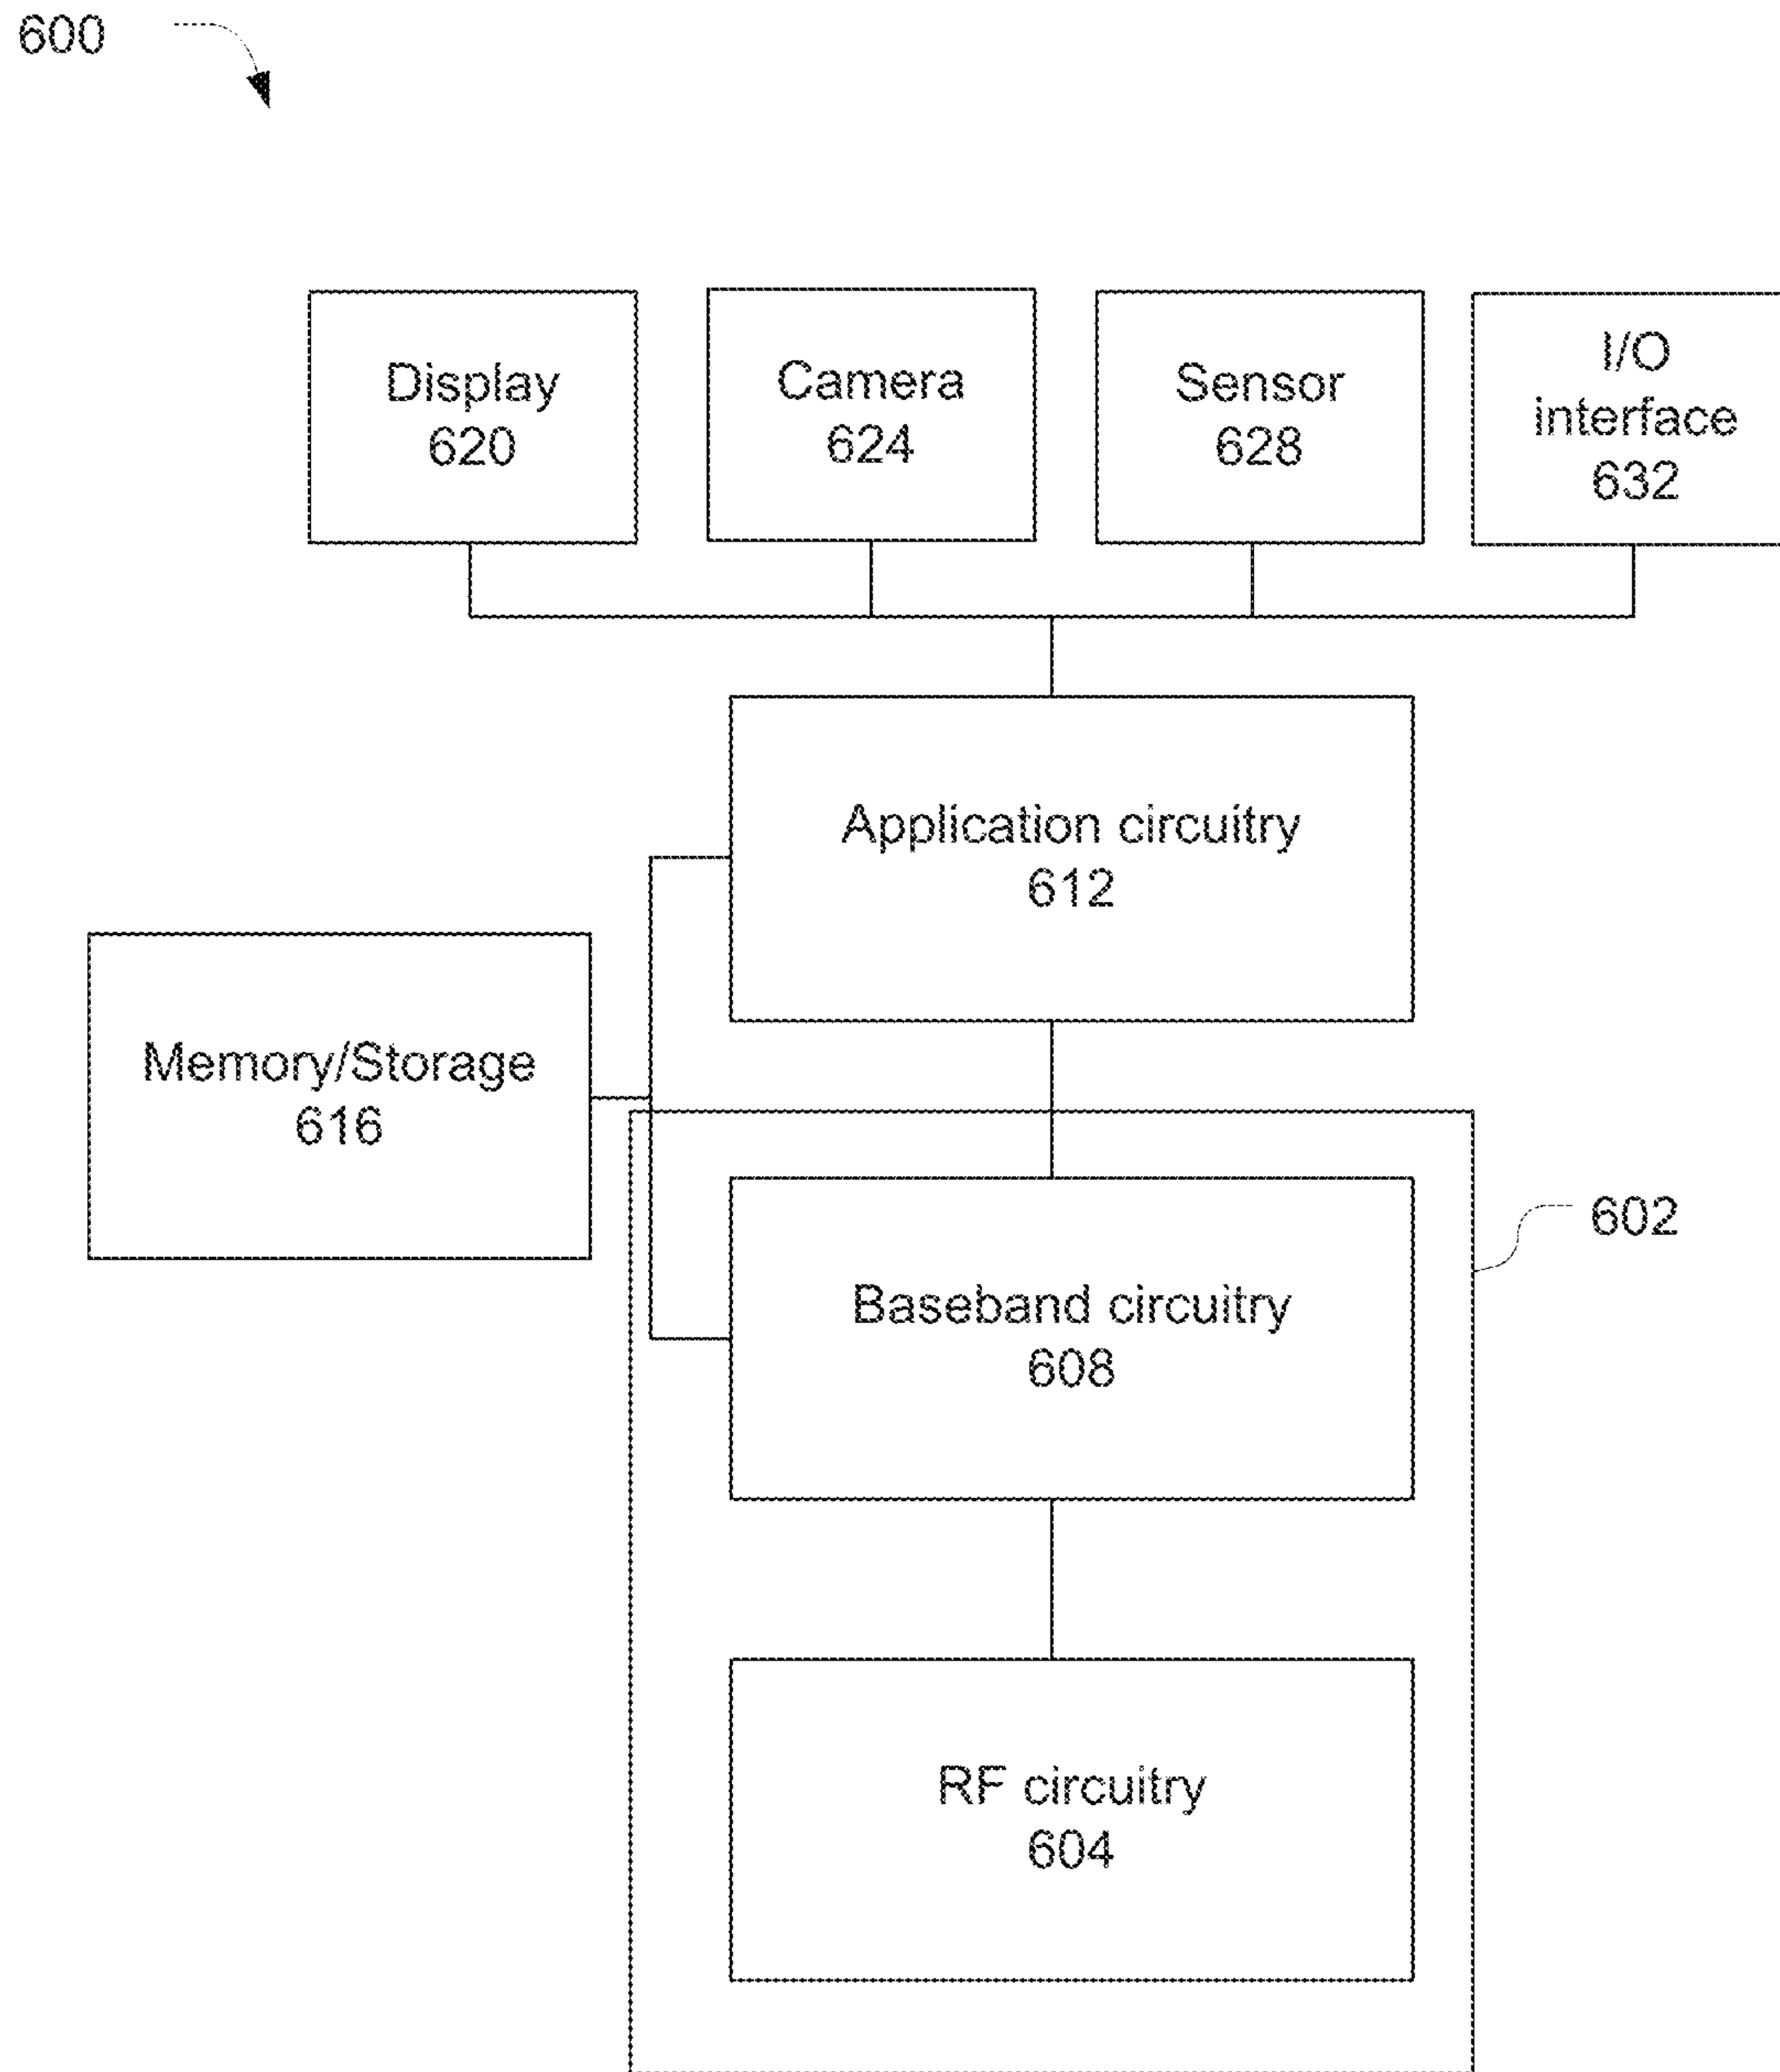 600
Display
620
Camera
624
Sensor
628
I/O
interface
632
Application circuitry
612
Memory/Storage
616
602
Baseband circuitry
608
RF circuitry
604